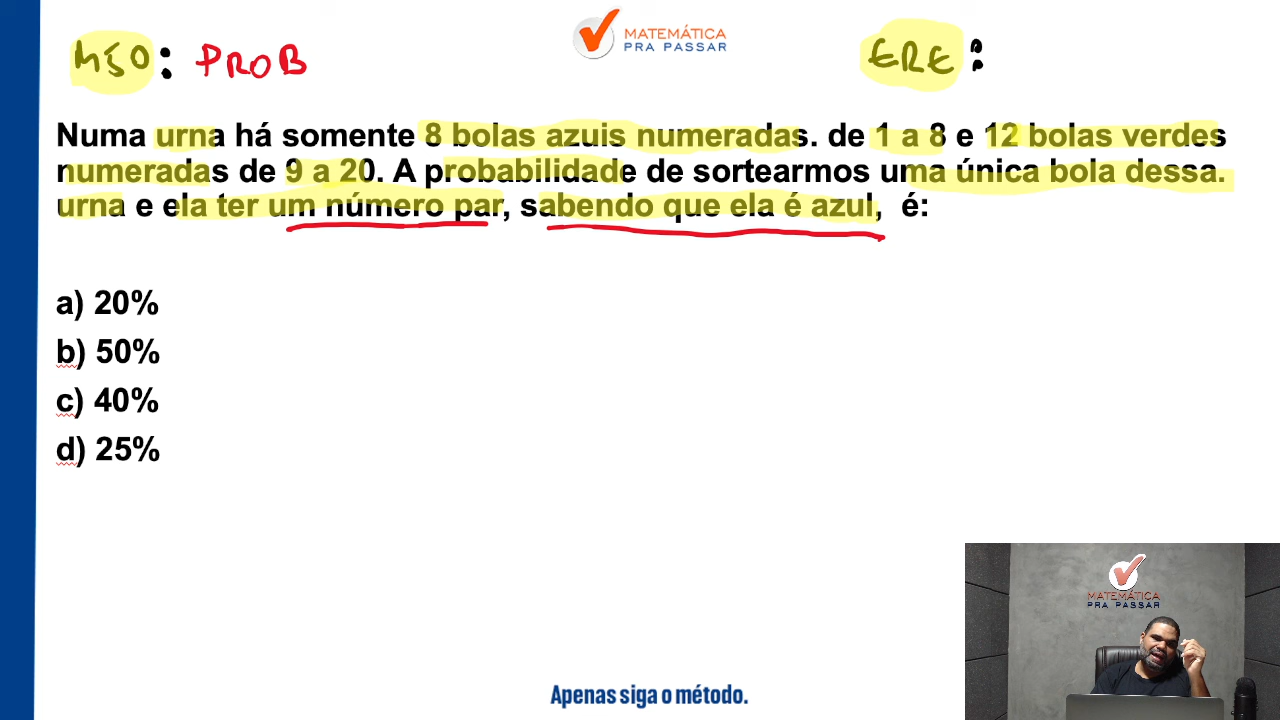 MATEMÁTICA
PRA PASSAR
MJO: PROB
ERE:
Numa urna há somente 8 bolas azuis numeradas. de 1 a 8 e 12 bolas verdes
numeradas de 9 a 20. A probabilidade de sortearmos uma única bola dessa.
urna e ela ter um número par, sabendo que ela é azul, é:
a) 20%
b) 50%
c) 40%
d) 25%
MATEMÁTICA
PRA PASSAR
Apenas siga o método.